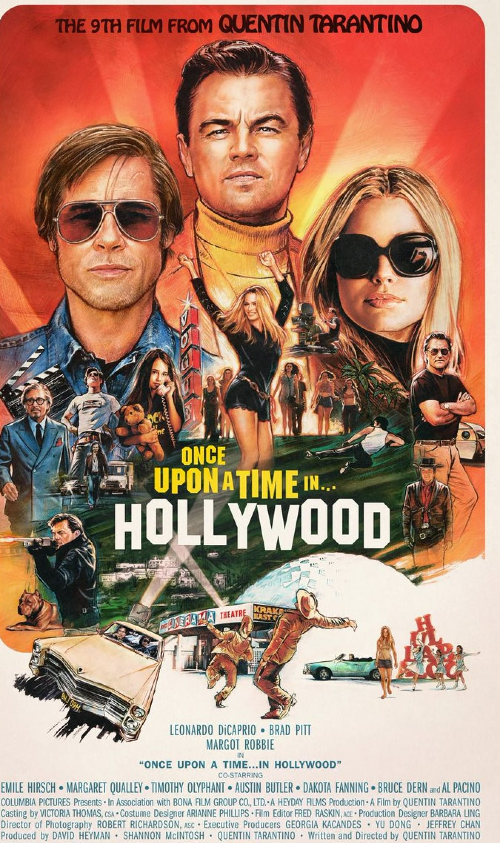 THE 9TH FILM FROM QUENTIN TARANTINO
ONCE
UPON A TIME IN...
HOLLYWOOD
THEATRE
LEONARDO DiCAPRIO • BRAD PITT
MARGOT ROBBIE
IN
"ONCE UPON A TIME...IN HOLLYWOOD"
CO-STARRING
EMILE HIRSCH • MARGARET QUALLEY • TIMOTHY OLYPHANT • AUSTIN BUTLER • DAKOTA FANNING • BRUCE DERN and AL PACINO
COLUMBIA PICTURES Presents • In Association with BONA FILM GROUP CO., LTD. • A HEYDAY FILMS Production • A Film by QUENTIN TARANTINO
Casting by VICTORIA THOMAS, CSA • Costume Designer ARIANNE PHILLIPS • Film Editor FRED RASKIN, ACE • Production Designer BARBARA LING
Director of Photography ROBERT RICHARDSON, ASC • Executive Producers GEORGIA KACANDES • YU DONG • JEFFREY CHAN
Produced by DAVID HEYMAN • SHANNON McINTOSH • QUENTIN TARANTINO • Written and Directed by QUENTIN TARANTINO